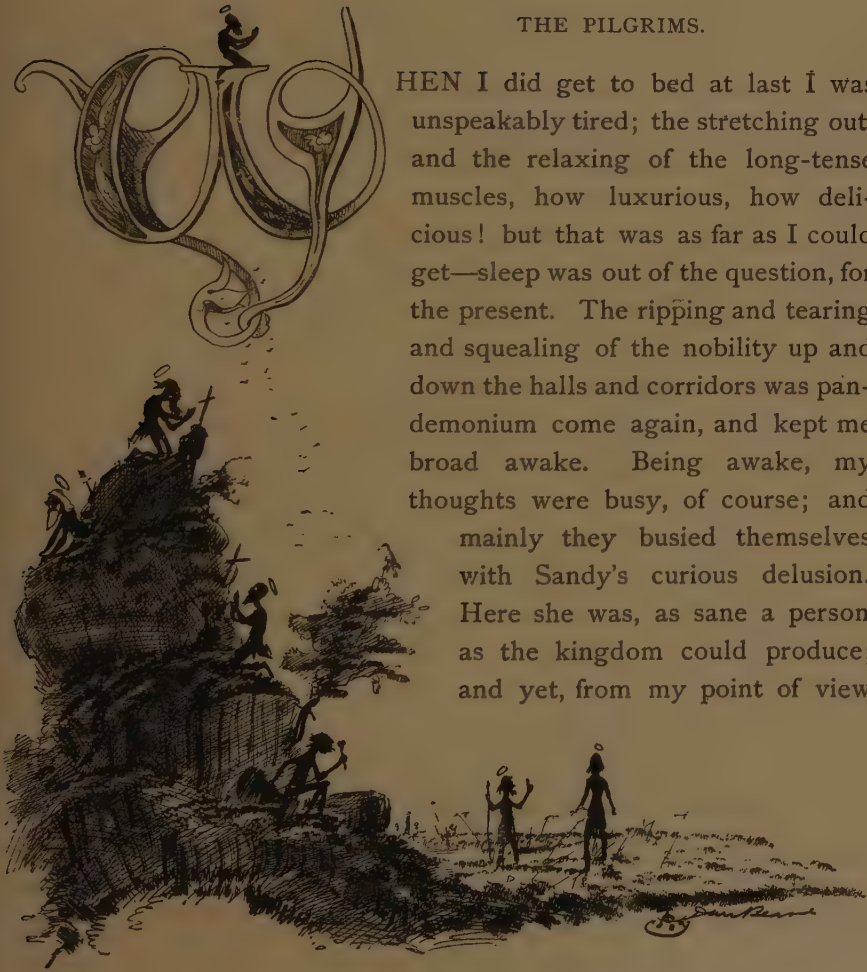 THE PILGRIMS.
WHEN I did get to bed at last I was
unspeakably tired; the stretching out
and the relaxing of the long-tense
muscles, how luxurious, how deli-
cious! but that was as far as I could
get—sleep was out of the question, for
the present. The ripping and tearing
and squealing of the nobility up and
down the halls and corridors was pan-
demonium come again, and kept me
broad awake. Being awake, my
thoughts were busy, of course; and
mainly they busied themselves
with Sandy's curious delusion.
Here she was, as sane a person
as the kingdom could produce;
and yet, from my point of view
Dan Beard